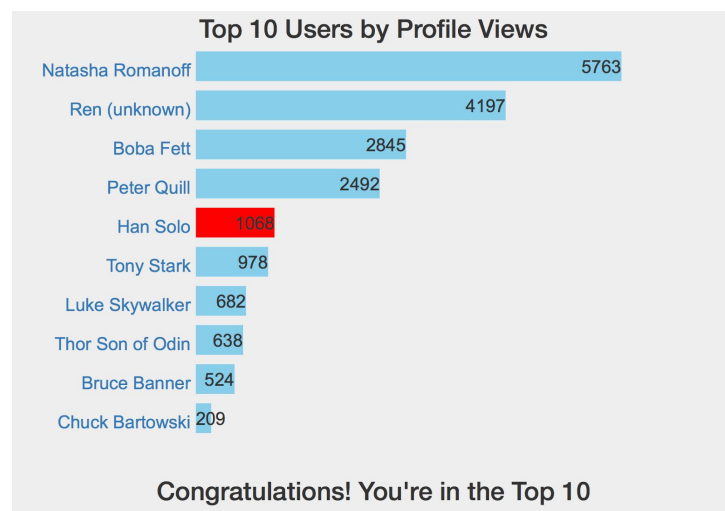 Top 10 Users by Profile Views
Natasha Romanoff 5763
Ren (unknown) 4197
Boba Fett 2845
Peter Quill 2492
Han Solo 1068
Tony Stark 978
Luke Skywalker 682
Thor Son of Odin 638
Bruce Banner 524
Chuck Bartowski 209
Congratulations! You're in the Top 10